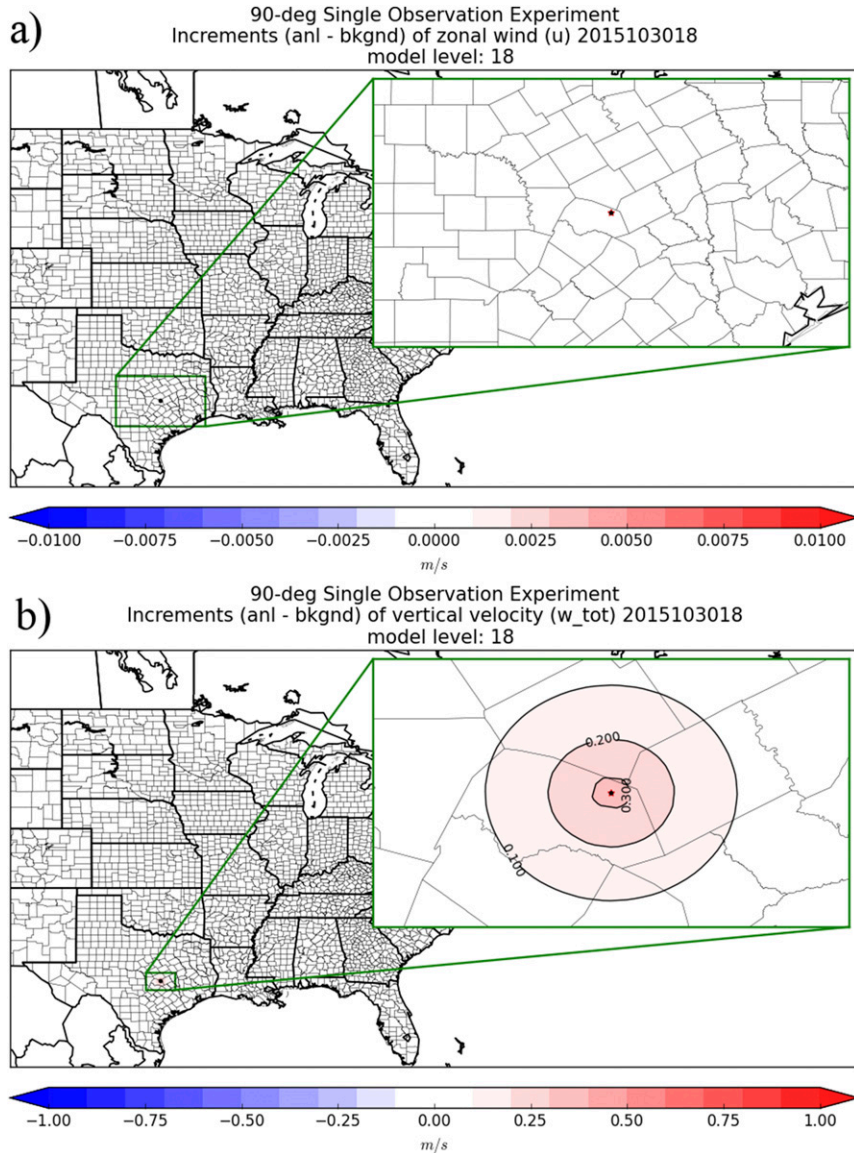 a)
90-deg Single Observation Experiment
Increments (anl - bkgnd) of zonal wind (u) 2015103018
model level: 18
−0.0100 −0.0075 −0.0050 −0.0025 0.0000 0.0025 0.0050 0.0075 0.0100
m/s
b)
90-deg Single Observation Experiment
Increments (anl - bkgnd) of vertical velocity (w_tot) 2015103018
model level: 18
0.200
0.300
0.100
−1.00 −0.75 −0.50 −0.25 0.00 0.25 0.50 0.75 1.00
m/s